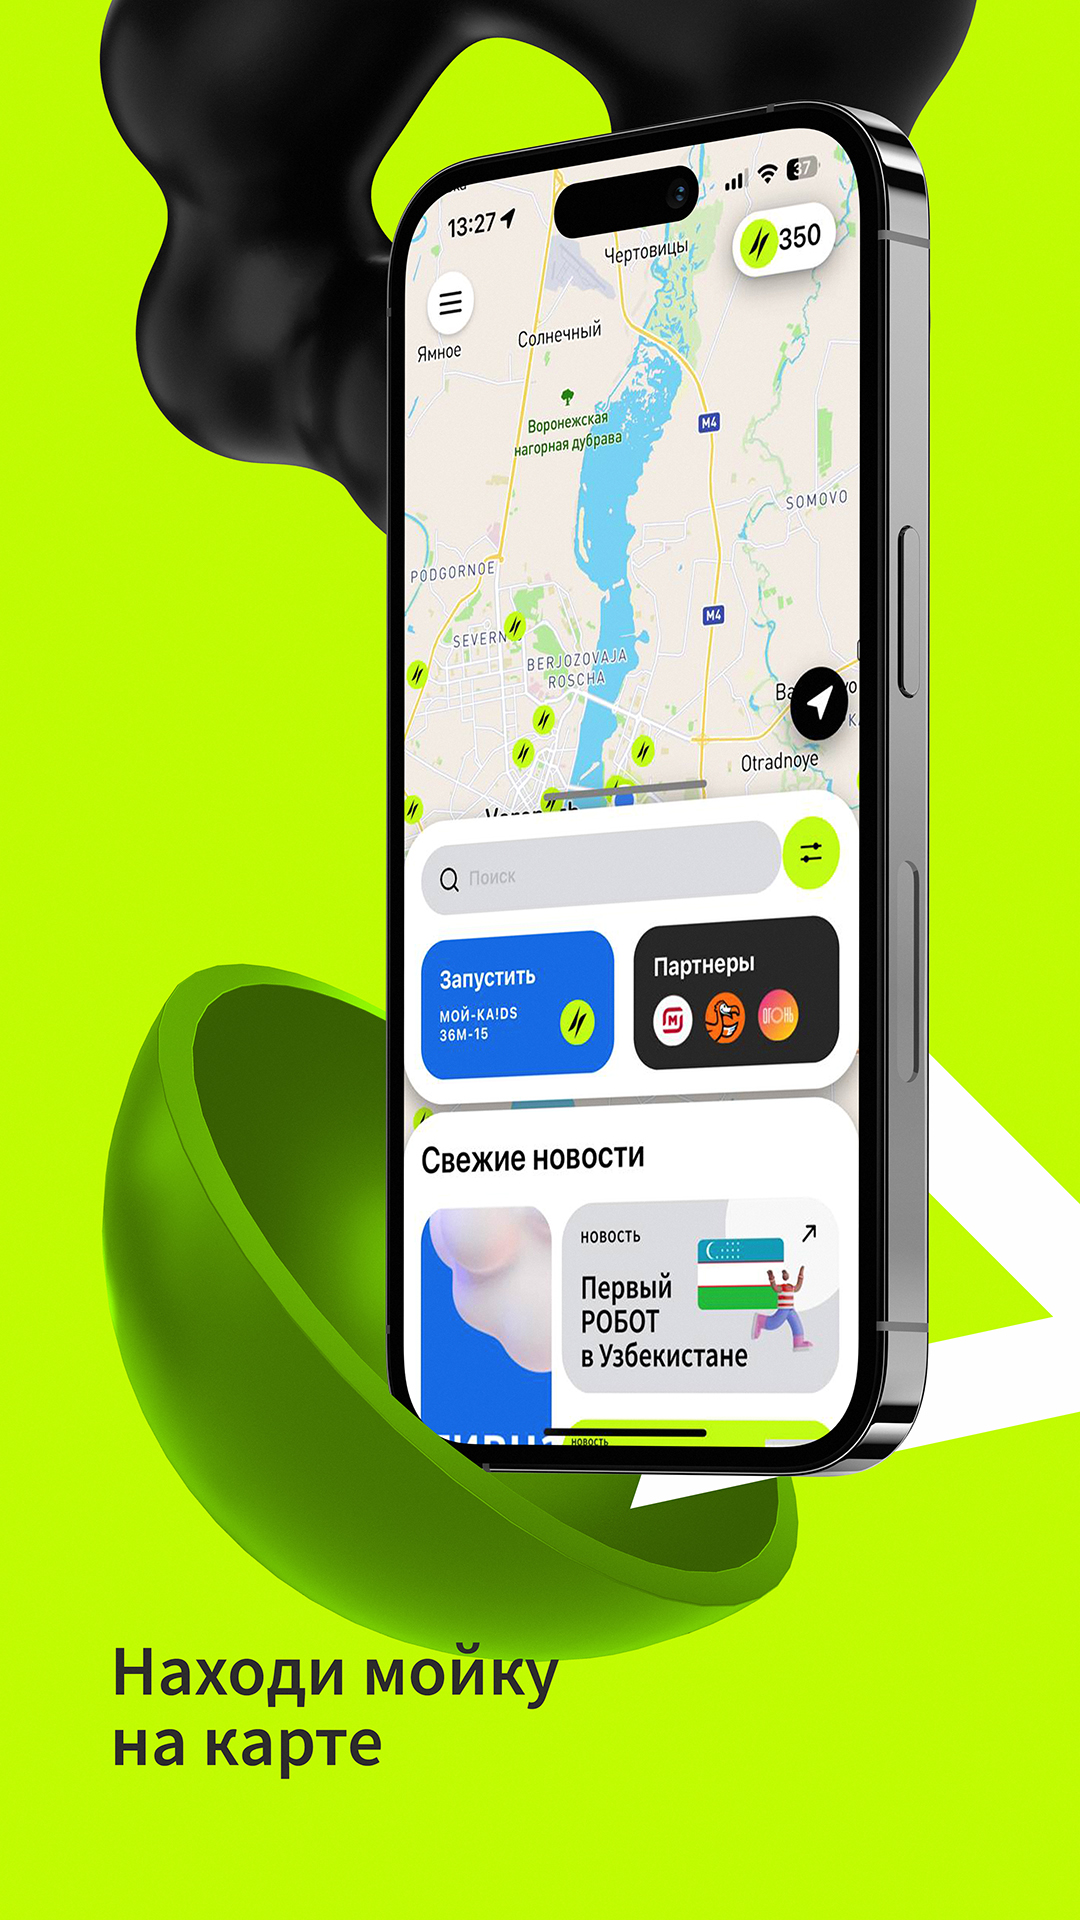 13:27
37
350
Чертовицы
Солнечный
Ямное
Воронежская
нагорная дубрава
M4
SOMOVO
PODGORNOE
M4
BERJOZOVAJA
ROSCHA
Otradnoye
Поиск
Запустить
МОЙ-KA!DS
36M-15
Партнеры
ОГОНЬ
Свежие новости
НОВОСТЬ
Первый
РОБОТ
в Узбекистане
НОВОСТЬ
Находи мойку
на карте